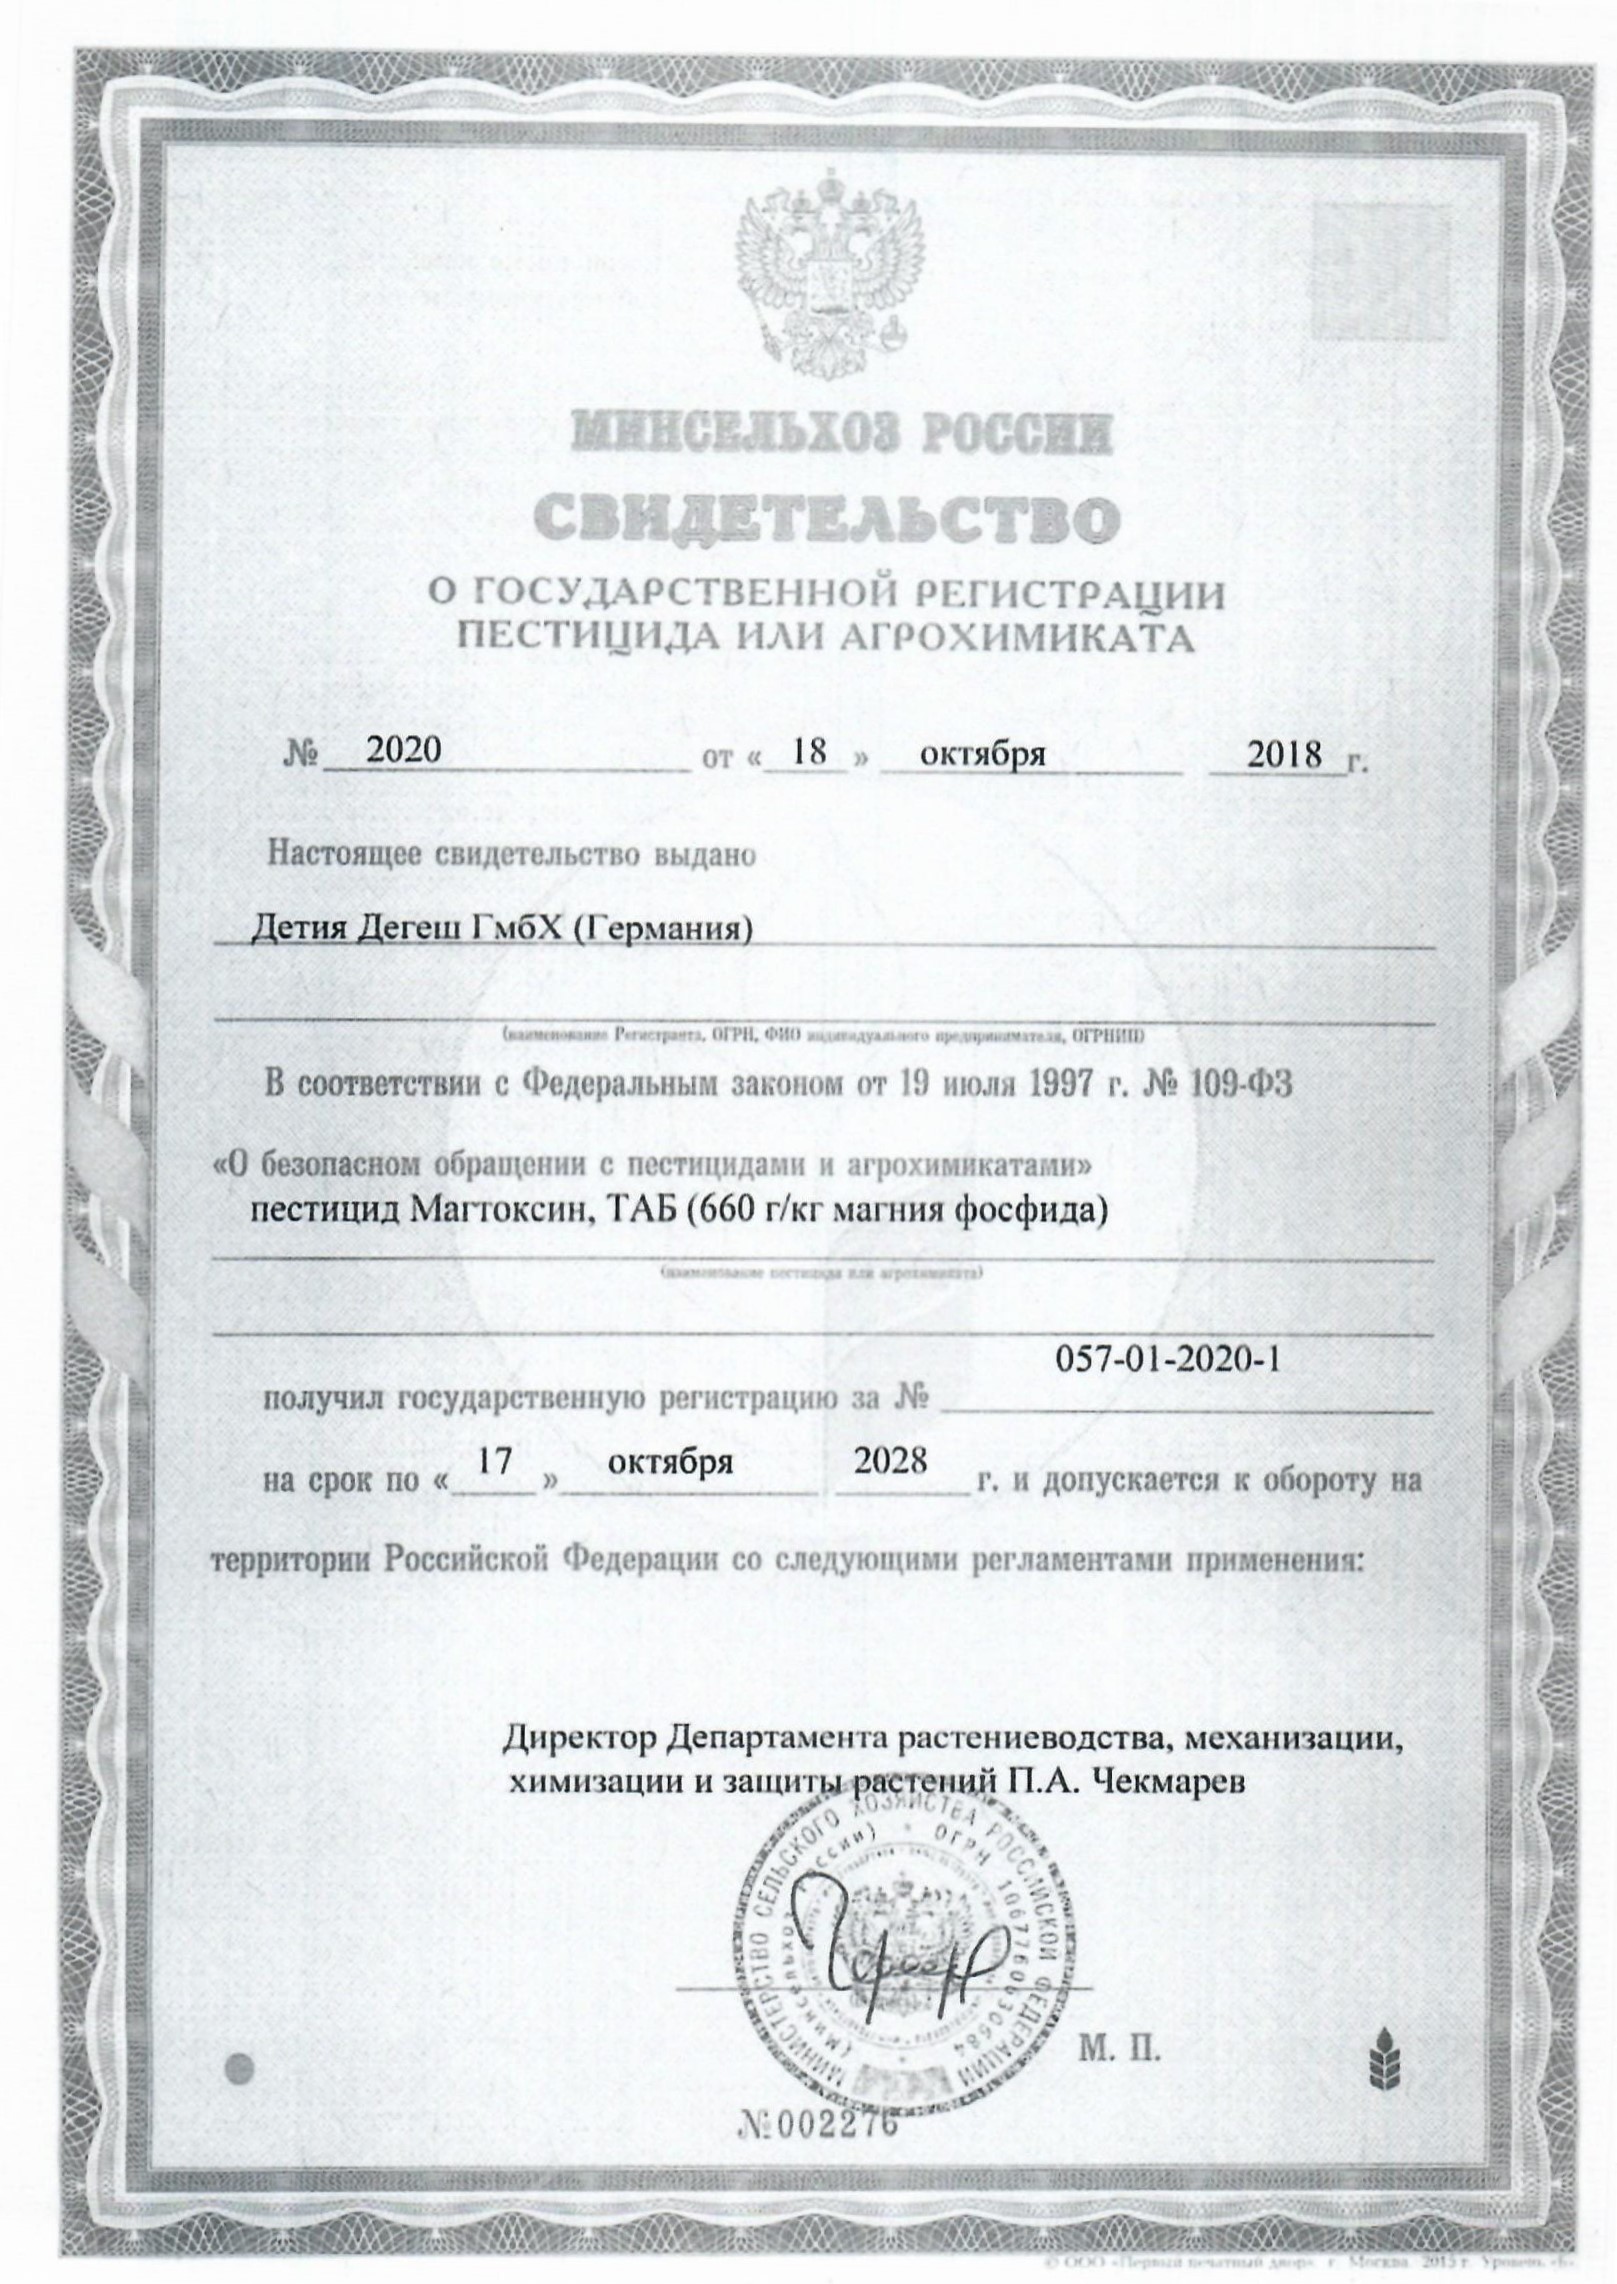 МИНСЕЛЬХОЗ РОССИИ
СВИДЕТЕЛЬСТВО
О ГОСУДАРСТВЕННОЙ РЕГИСТРАЦИИ
ПЕСТИЦИДА ИЛИ АГРОХИМИКАТА
№ 2020 от « 18 » октября 2018 г.
Настоящее свидетельство выдано
Детия Дегеш ГмбХ (Германия)
(наименование Регистранта, ОГРН, ФИО индивидуального предпринимателя, ОГРНИП)
В соответствии с Федеральным законом от 19 июля 1997 г. № 109-ФЗ
«О безопасном обращении с пестицидами и агрохимикатами»
пестицид Магтоксин, ТАБ (660 г/кг магния фосфида)
(наименование пестицида или агрохимиката)
057-01-2020-1
получил государственную регистрацию за №
на срок по « 17 » октября 2028 г. и допускается к обороту на
территории Российской Федерации со следующими регламентами применения:
Директор Департамента растениеводства, механизации,
химизации и защиты растений П.А. Чекмарев
МИНИСТЕРСТВО СЕЛЬСКОГО ХОЗЯЙСТВА РОССИЙСКОЙ ФЕДЕРАЦИИ
(Минсельхоз России) * ОГРН 1067760630684
М. П.
№002276
© ООО «Первый печатный двор», г. Москва, 2015 г. Уровень «Б»